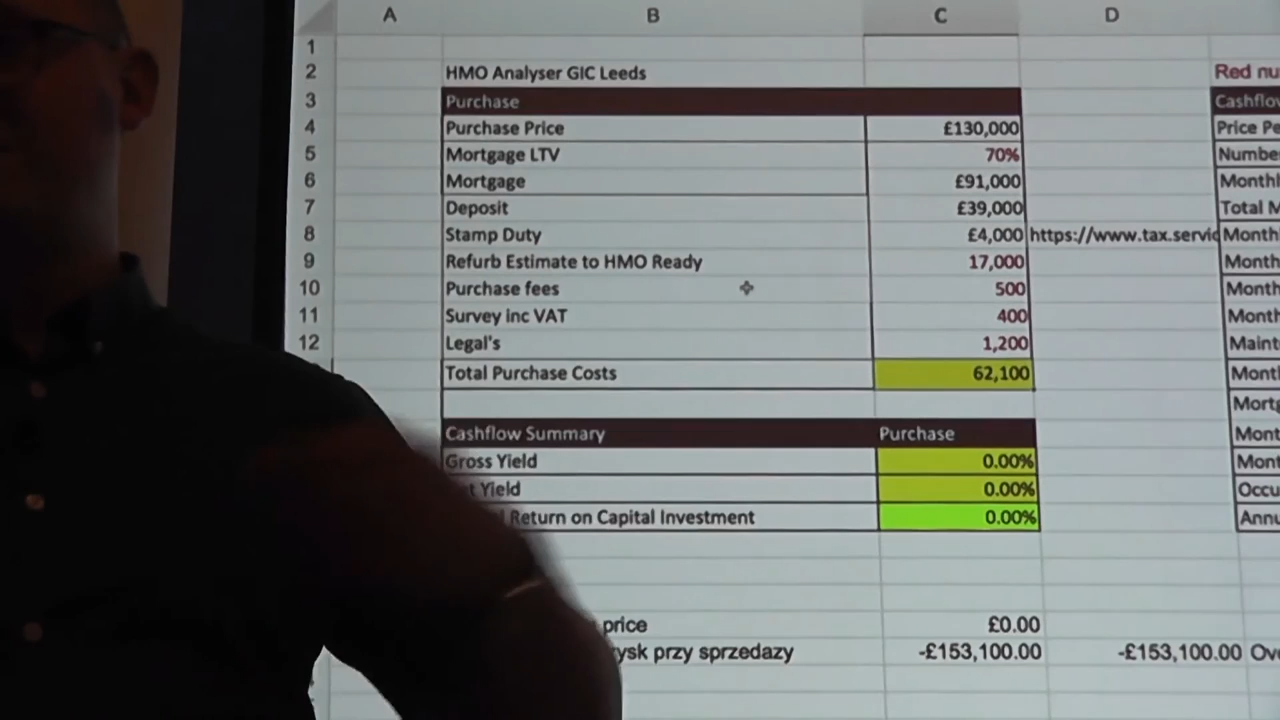 A B C D
1
2 HMO Analyser GIC Leeds Red nu
3 Purchase Cashflow
4 Purchase Price £130,000 Price Pe
5 Mortgage LTV 70% Numbe
6 Mortgage £91,000 Monthl
7 Deposit £39,000 Total M
8 Stamp Duty £4,000 https://www.tax.servic Month
9 Refurb Estimate to HMO Ready 17,000 Month
10 Purchase fees 500 Month
11 Survey inc VAT 400 Month
12 Legal's 1,200 Maint
Total Purchase Costs 62,100 Month
Mortg
Cashflow Summary Purchase Mont
Gross Yield 0.00% Mont
Yield 0.00% Occu
Return on Capital Investment 0.00% Annu
price £0.00
ysk przy sprzedazy -£153,100.00 -£153,100.00 Ove